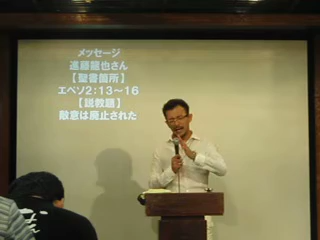 メッセージ
遠藤龍也さん
【聖書箇所】
エペソ2：13～16
【説教題】
敵意は廃止された